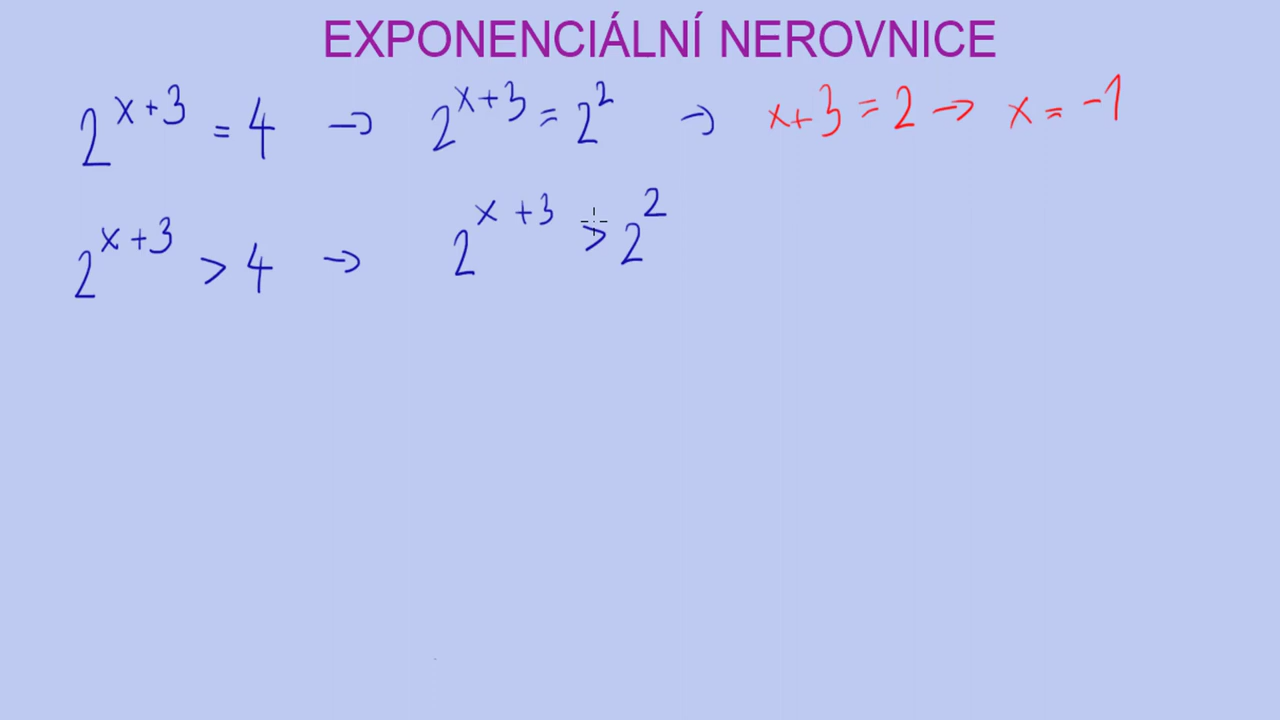 EXPONENCIÁLNÍ NEROVNICE
2^{x+3} = 4 → 2^{x+3} = 2^2 → x+3 = 2 → x = -1
2^{x+3} > 4 → 2^{x+3} > 2^2